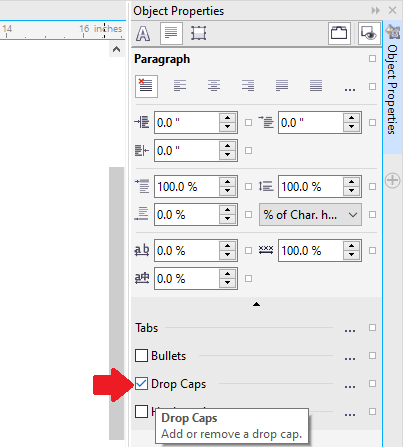 Object Properties
14 16 inches
Paragraph
0.0 " 0.0 "
0.0 "
100.0 % 100.0 %
0.0 % % of Char. h...
ab 0.0 % xxx 100.0 %
0.0 %
Tabs ...
Bullets ...
Drop Caps ...
Drop Caps
Add or remove a drop cap.
Object Properties